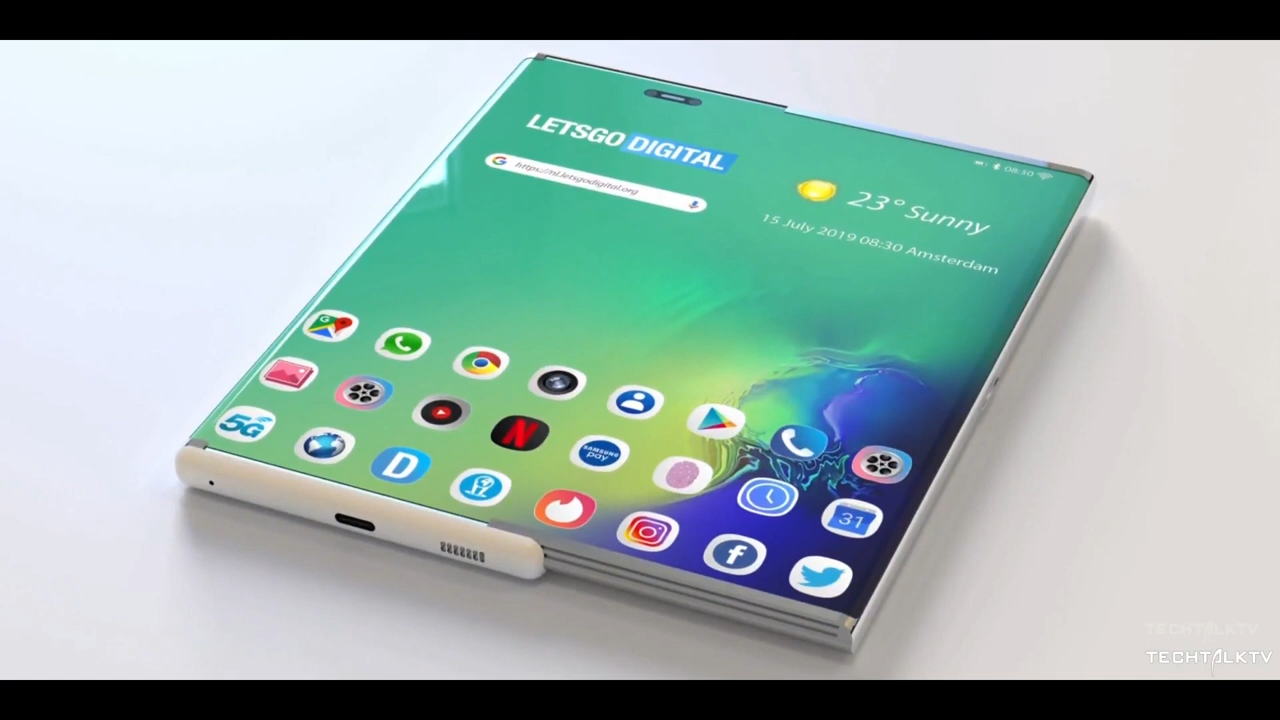 LETSGO DIGITAL
https://nl.letsgodigital.org
08:30
23° Sunny
15 July 2019 08:30 Amsterdam
5G
D
N
SAMSUNG pay
31
TECHTALKTV
TECHTALKTV